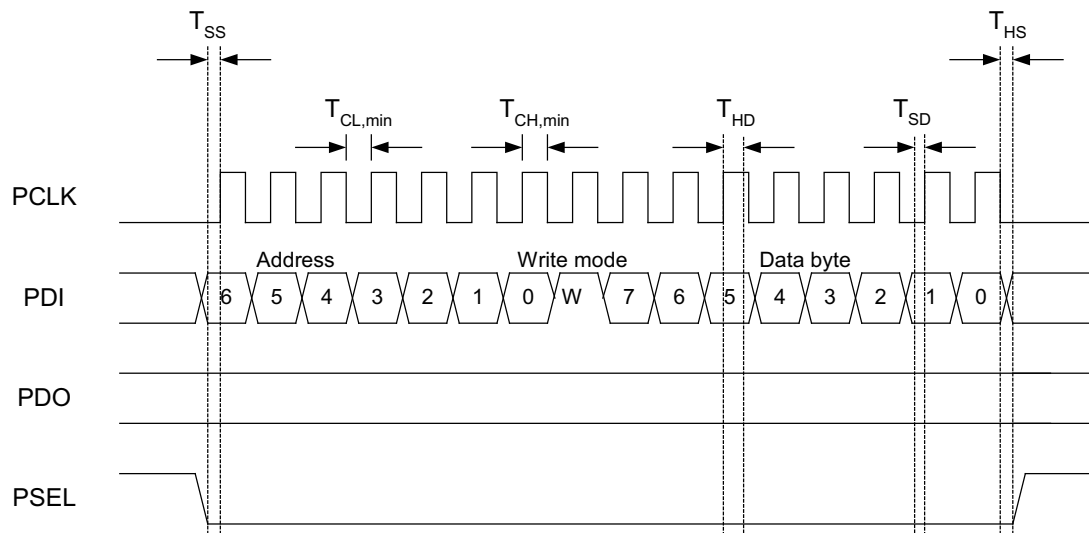 TSS THS
TCL,min TCH,min THD TSD
PCLK
Address Write mode Data byte
PDI 6 5 4 3 2 1 0 W 7 6 5 4 3 2 1 0
PDO
PSEL